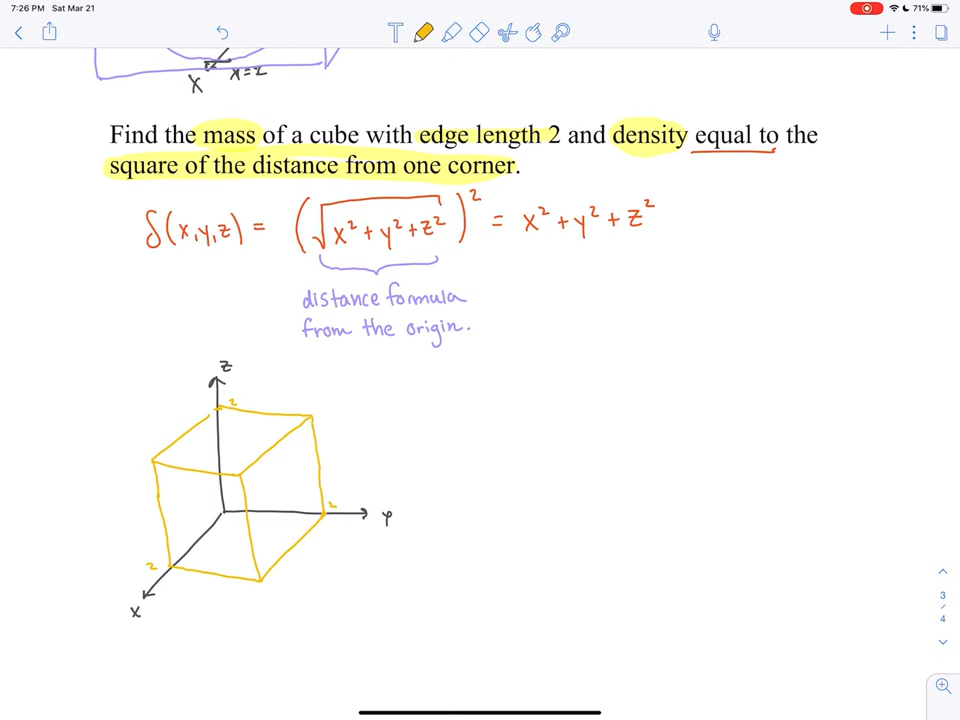 7:26 PM Sat Mar 21
71%
T
X
x=2
Find the mass of a cube with edge length 2 and density equal to the
square of the distance from one corner.
δ(x,y,z) = (√x²+y²+z²)² = x²+y²+z²
distance formula
from the origin.
z
2
2
y
2
x
3
/
4